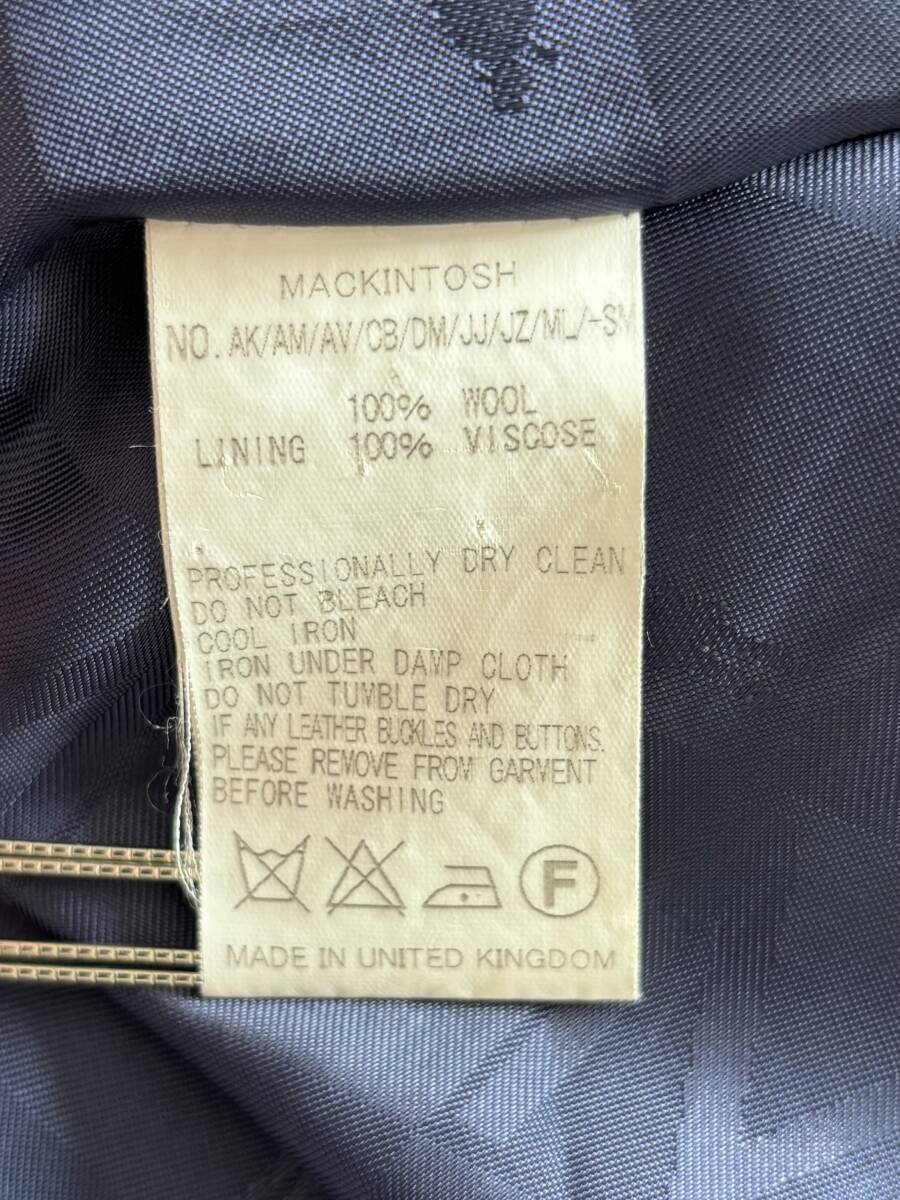 MACKINTOSH
NO. AK/AM/AV/CB/DM/JJ/JZ/ML/-SM
100% WOOL
LINING 100% VISCOSE
PROFESSIONALLY DRY CLEAN
DO NOT BLEACH
COOL IRON
IRON UNDER DAMP CLOTH
DO NOT TUMBLE DRY
IF ANY LEATHER BUCKLES AND BUTTONS.
PLEASE REMOVE FROM GARMENT
BEFORE WASHING
F
MADE IN UNITED KINGDOM